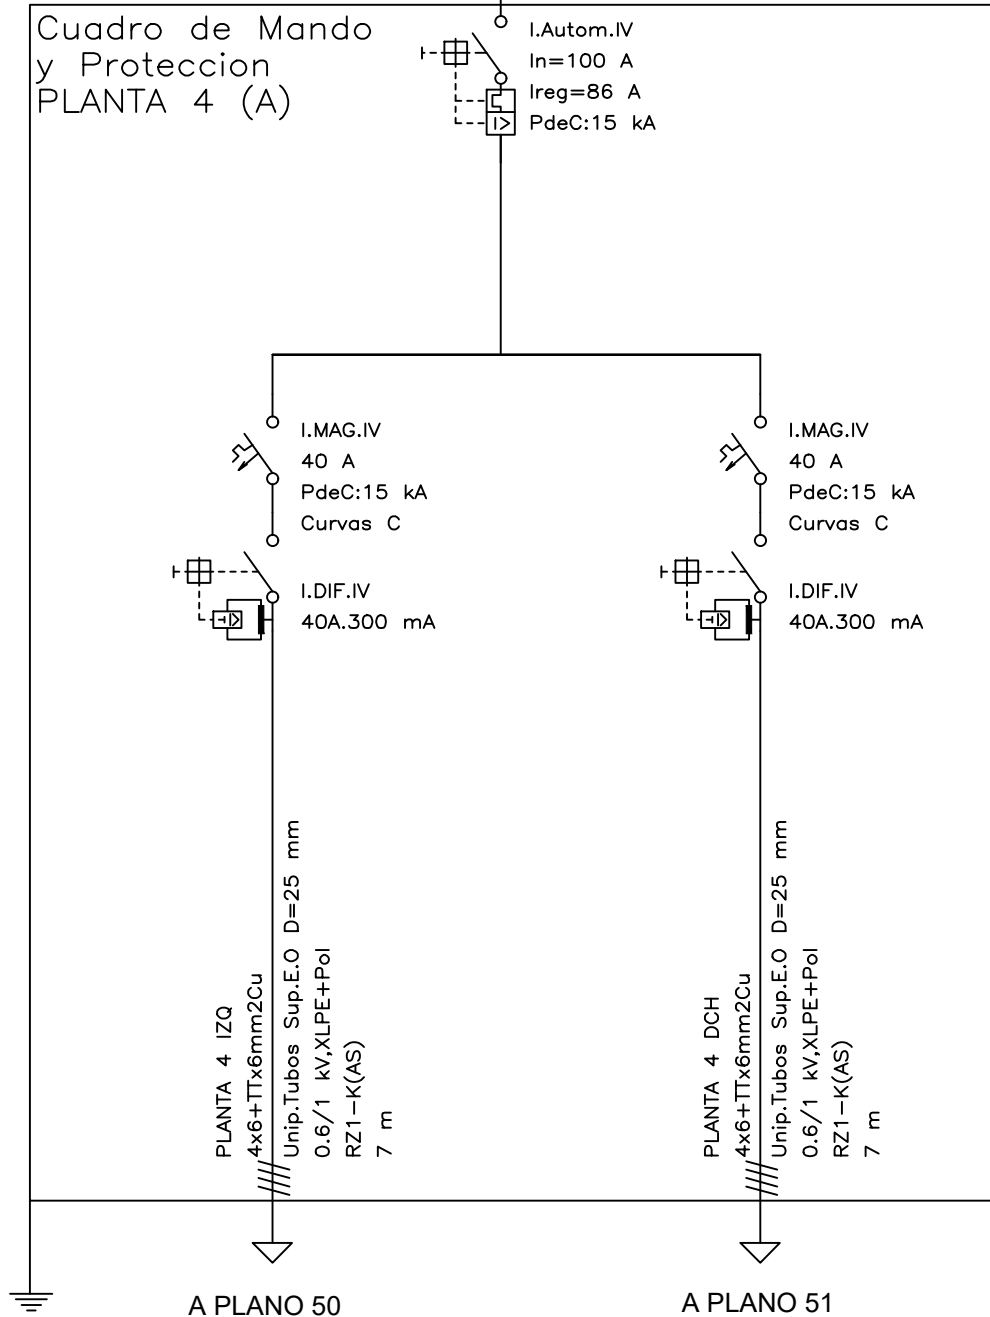 Cuadro de Mando
y Proteccion
PLANTA 4 (A)
I.Autom.IV
In=100 A
Ireg=86 A
PdeC:15 kA
I.MAG.IV
40 A
PdeC:15 kA
Curvas C
I.DIF.IV
40A.300 mA
I.MAG.IV
40 A
PdeC:15 kA
Curvas C
I.DIF.IV
40A.300 mA
PLANTA 4 IZQ
4x6+TTx6mm2Cu
Unip.Tubos Sup.E.O D=25 mm
0.6/1 kV,XLPE+Pol
RZ1-K(AS)
7 m
PLANTA 4 DCH
4x6+TTx6mm2Cu
Unip.Tubos Sup.E.O D=25 mm
0.6/1 kV,XLPE+Pol
RZ1-K(AS)
7 m
A PLANO 50
A PLANO 51